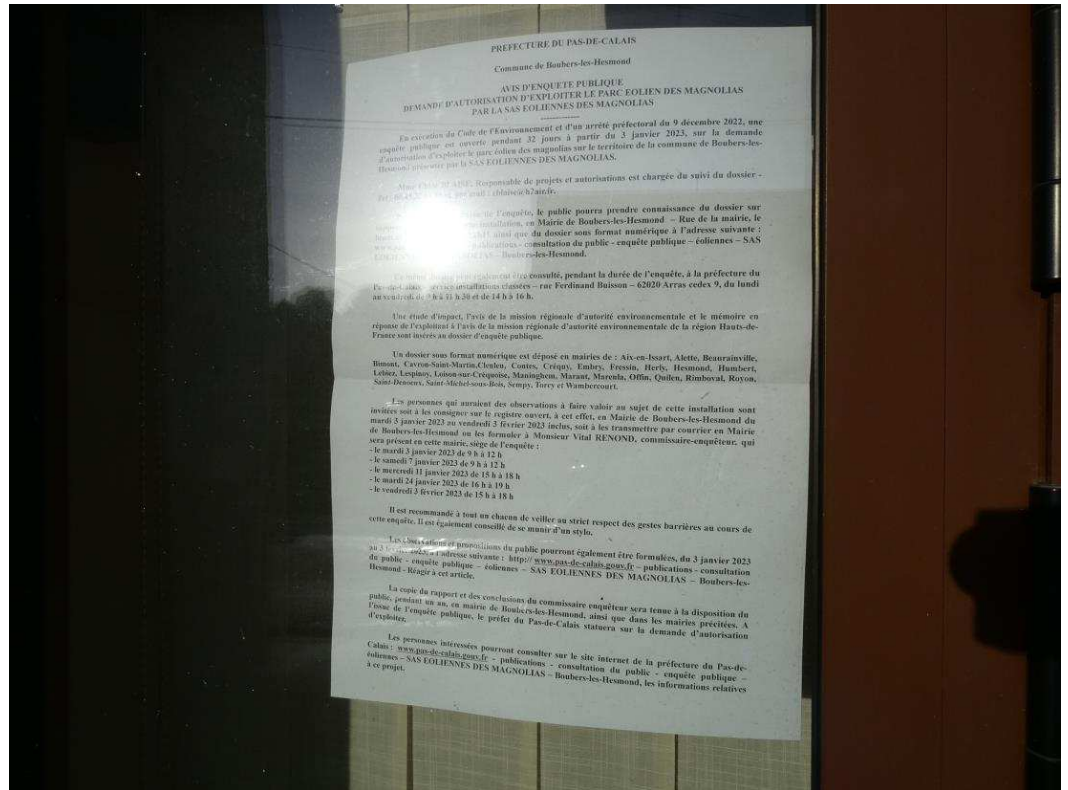 PREFECTURE DU PAS-DE-CALAIS
Commune de Boubers-les-Hesmond
AVIS D'ENQUETE PUBLIQUE
DEMANDE D'AUTORISATION D'EXPLOITER LE PARC EOLIEN DES MAGNOLIAS
PAR LA SAS EOLIENNES DES MAGNOLIAS
En exécution du Code de l'Environnement et d'un arrêté préfectoral du 9 décembre 2022, une
enquête publique est ouverte pendant 32 jours à partir du 3 janvier 2023, sur la demande
d'autorisation d'exploiter le parc éolien des magnolias sur le territoire de la commune de Boubers-les-
Hesmond présentée par la SAS EOLIENNES DES MAGNOLIAS.
Responsable de projets et autorisations est chargée du suivi du dossier -
de l'enquête, le public pourra prendre connaissance du dossier sur
installation, en Mairie de Boubers-les-Hesmond – Rue de la mairie, le
ainsi que du dossier sous format numérique à l'adresse suivante :
publications - consultation du public - enquête publique – éoliennes – SAS
MAGNOLIAS – Boubers-les-Hesmond.
être consulté, pendant la durée de l'enquête, à la préfecture du
Pas-de-Calais, service installations classées – rue Ferdinand Buisson – 62020 Arras cedex 9, du lundi
au vendredi de 9 h à 11 h 30 et de 14 h à 16 h.
Une étude d'impact, l'avis de la mission régionale d'autorité environnementale et le mémoire en
réponse de l'exploitant à l'avis de la mission régionale d'autorité environnementale de la région Hauts-de-
France sont insérés au dossier d'enquête publique.
Un dossier sous format numérique est déposé en mairies de : Aix-en-Issart, Alette, Beaurainville,
Bimont, Cavron-Saint-Martin,Clenleu, Contes, Créquy, Embry, Fressin, Herly, Hesmond, Humbert,
Lebiez, Lespinoy, Loison-sur-Créquoise, Maninghem, Marant, Marenla, Offin, Quilen, Rimboval, Royon,
Saint-Denoeux, Saint-Michel-sous-Bois, Sempy, Torcy et Wambercourt.
Les personnes qui auraient des observations à faire valoir au sujet de cette installation sont
invitées soit à les consigner sur le registre ouvert, à cet effet, en Mairie de Boubers-les-Hesmond du
mardi 3 janvier 2023 au vendredi 3 février 2023 inclus, soit à les transmettre par courrier en Mairie
de Boubers-les-Hesmond ou les formuler à Monsieur Vital RENOND, commissaire-enquêteur, qui
sera présent en cette mairie, siège de l'enquête :
- le mardi 3 janvier 2023 de 9 h à 12 h
- le samedi 7 janvier 2023 de 9 h à 12 h
- le mercredi 11 janvier 2023 de 15 h à 18 h
- le mardi 24 janvier 2023 de 16 h à 19 h
- le vendredi 3 février 2023 de 15 h à 18 h
Il est recommandé à tout un chacun de veiller au strict respect des gestes barrières au cours de
cette enquête. Il est également conseillé de se munir d'un stylo.
Les observations et propositions du public pourront également être formulées, du 3 janvier 2023
au 3 février 2023, à l'adresse suivante : http:// www.pas-de-calais.gouv.fr – publications - consultation
du public - enquête publique – éoliennes – SAS EOLIENNES DES MAGNOLIAS – Boubers-les-
Hesmond - Réagir à cet article.
La copie du rapport et des conclusions du commissaire enquêteur sera tenue à la disposition du
public, pendant un an, en mairie de Boubers-les-Hesmond, ainsi que dans les mairies précitées. A
l'issue de l'enquête publique, le préfet du Pas-de-Calais statuera sur la demande d'autorisation
d'exploiter.
Les personnes intéressées pourront consulter sur le site internet de la préfecture du Pas-de-
Calais : www.pas-de-calais.gouv.fr – publications - consultation du public - enquête publique –
éoliennes – SAS EOLIENNES DES MAGNOLIAS – Boubers-les-Hesmond, les informations relatives
à ce projet.